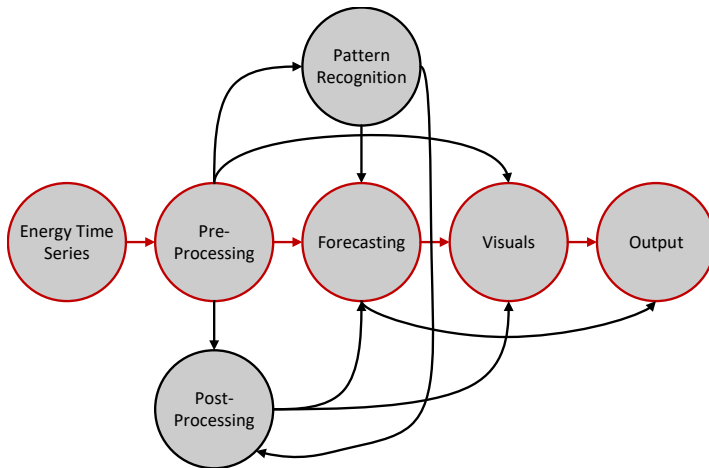 Pattern
Recognition
Energy Time
Series
Pre-
Processing
Forecasting
Visuals
Output
Post-
Processing